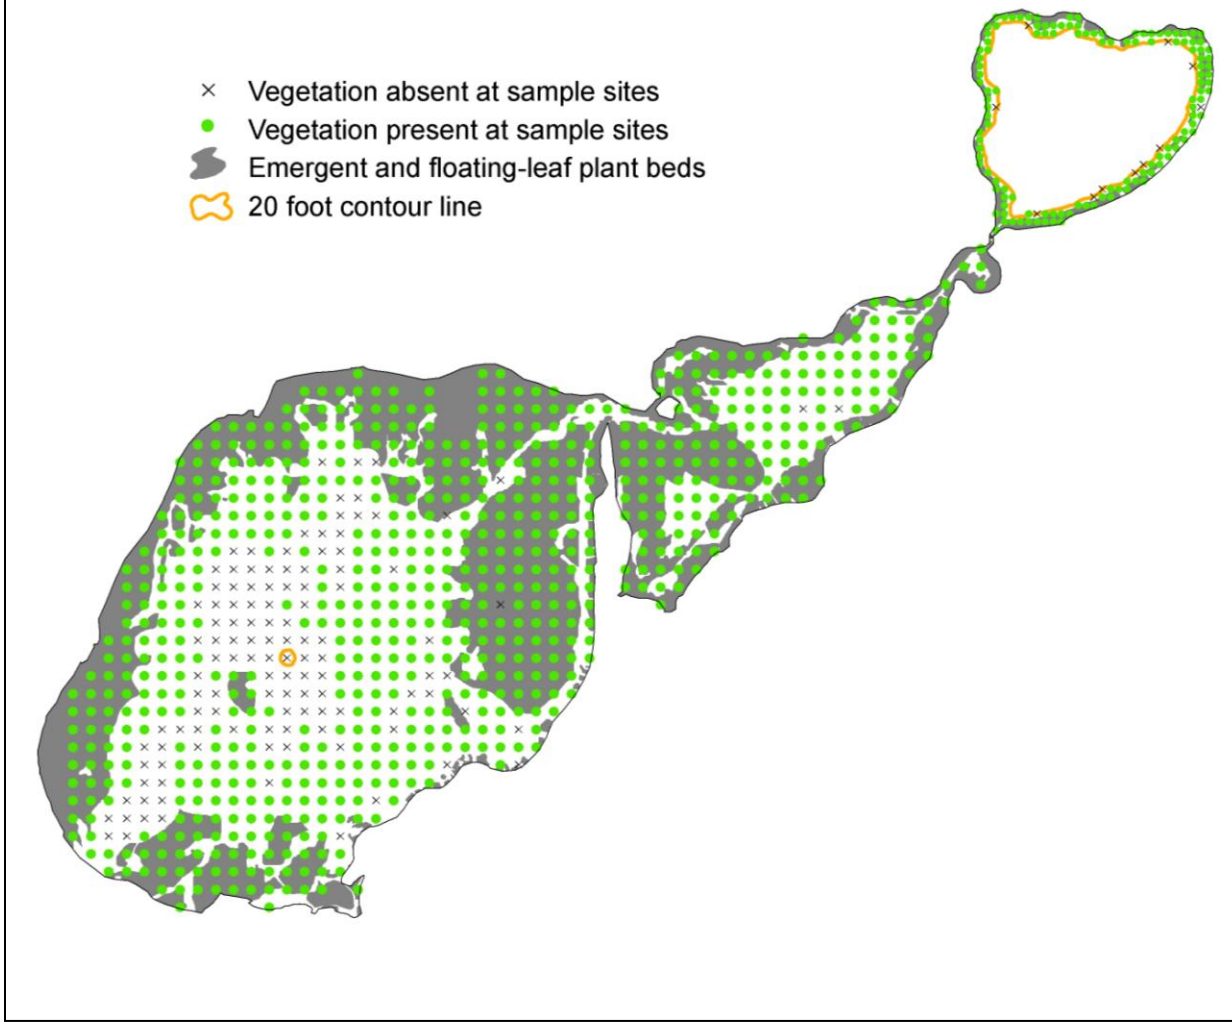 Vegetation absent at sample sites
Vegetation present at sample sites
Emergent and floating-leaf plant beds
20 foot contour line